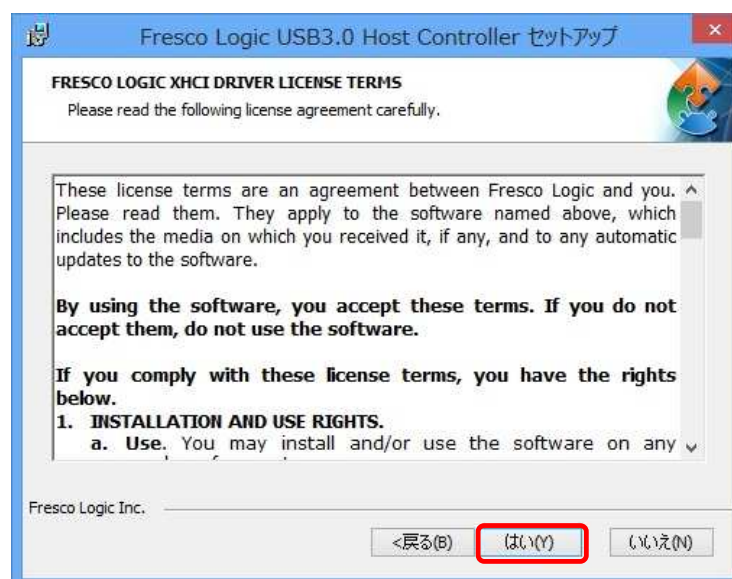 Fresco Logic USB3.0 Host Controller セットアップ
FRESCO LOGIC XHCI DRIVER LICENSE TERMS
Please read the following license agreement carefully.
These license terms are an agreement between Fresco Logic and you.
Please read them. They apply to the software named above, which
includes the media on which you received it, if any, and to any automatic
updates to the software.
By using the software, you accept these terms. If you do not
accept them, do not use the software.
If you comply with these license terms, you have the rights
below.
1. INSTALLATION AND USE RIGHTS.
a. Use. You may install and/or use the software on any
Fresco Logic Inc.
<戻る(B) はい(Y) いいえ(N)